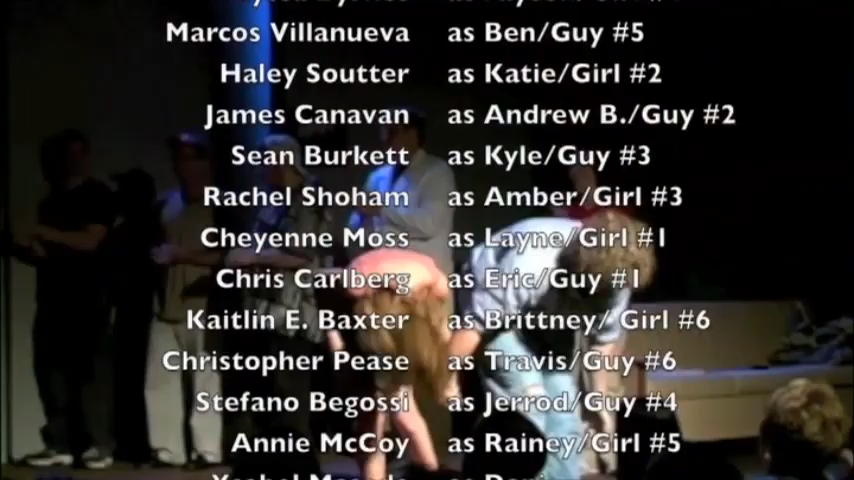 Marcos Villanueva as Ben/Guy #5
Haley Soutter as Katie/Girl #2
James Canavan as Andrew B./Guy #2
Sean Burkett as Kyle/Guy #3
Rachel Shoham as Amber/Girl #3
Cheyenne Moss as Layne/Girl #1
Chris Carlberg as Eric/Guy #1
Kaitlin E. Baxter as Brittney/ Girl #6
Christopher Pease as Travis/Guy #6
Stefano Begossi as Jerrod/Guy #4
Annie McCoy as Rainey/Girl #5
as